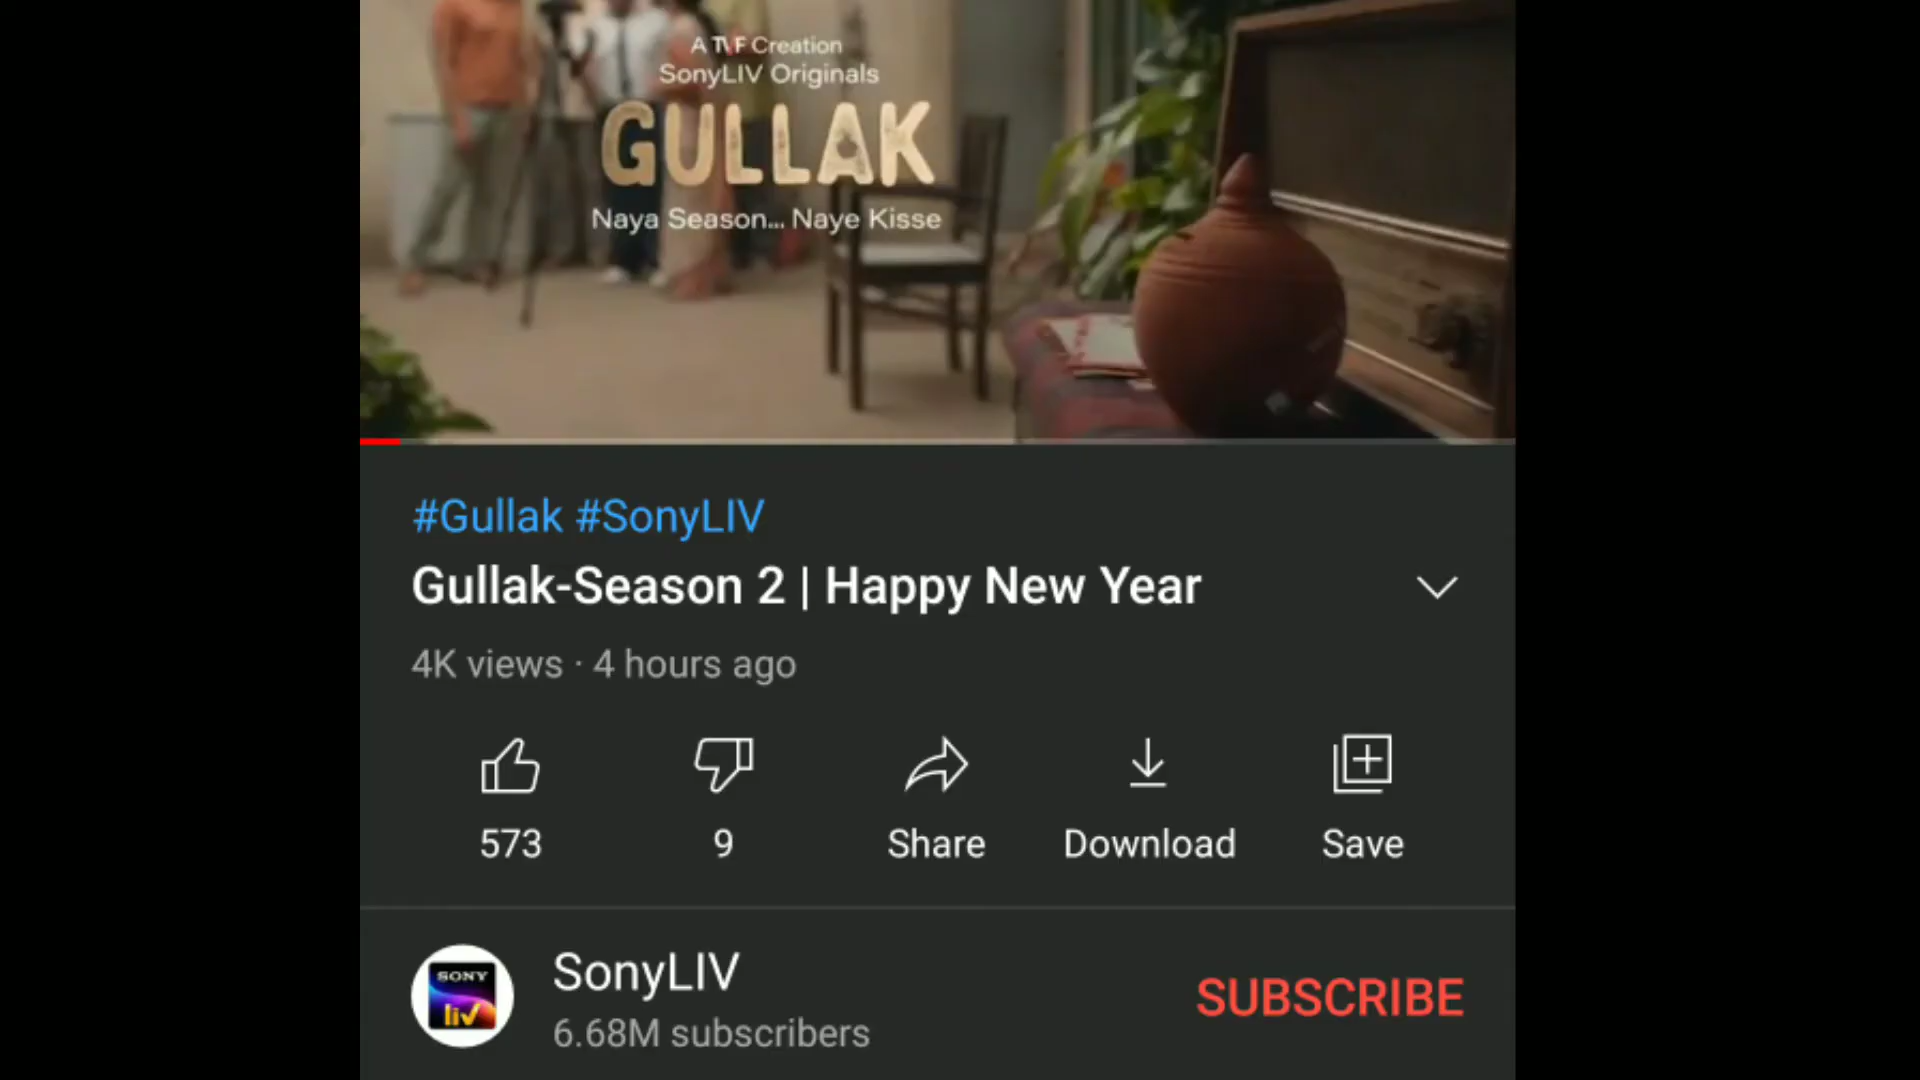 A TVF Creation
SonyLIV Originals
GULLAK
Naya Season... Naye Kisse
#Gullak #SonyLIV
Gullak-Season 2 | Happy New Year
4K views · 4 hours ago
573
9
Share
Download
Save
SONY
liv
SonyLIV
6.68M subscribers
SUBSCRIBE